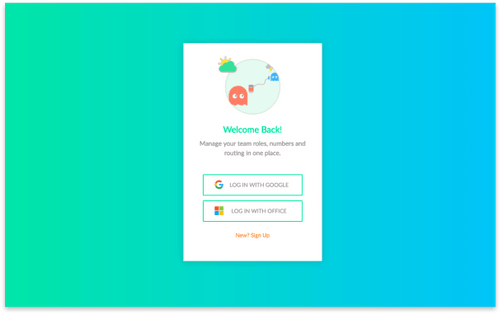 Welcome Back!
Manage your team roles, numbers and
routing in one place.
LOG IN WITH GOOGLE
LOG IN WITH OFFICE
New? Sign Up